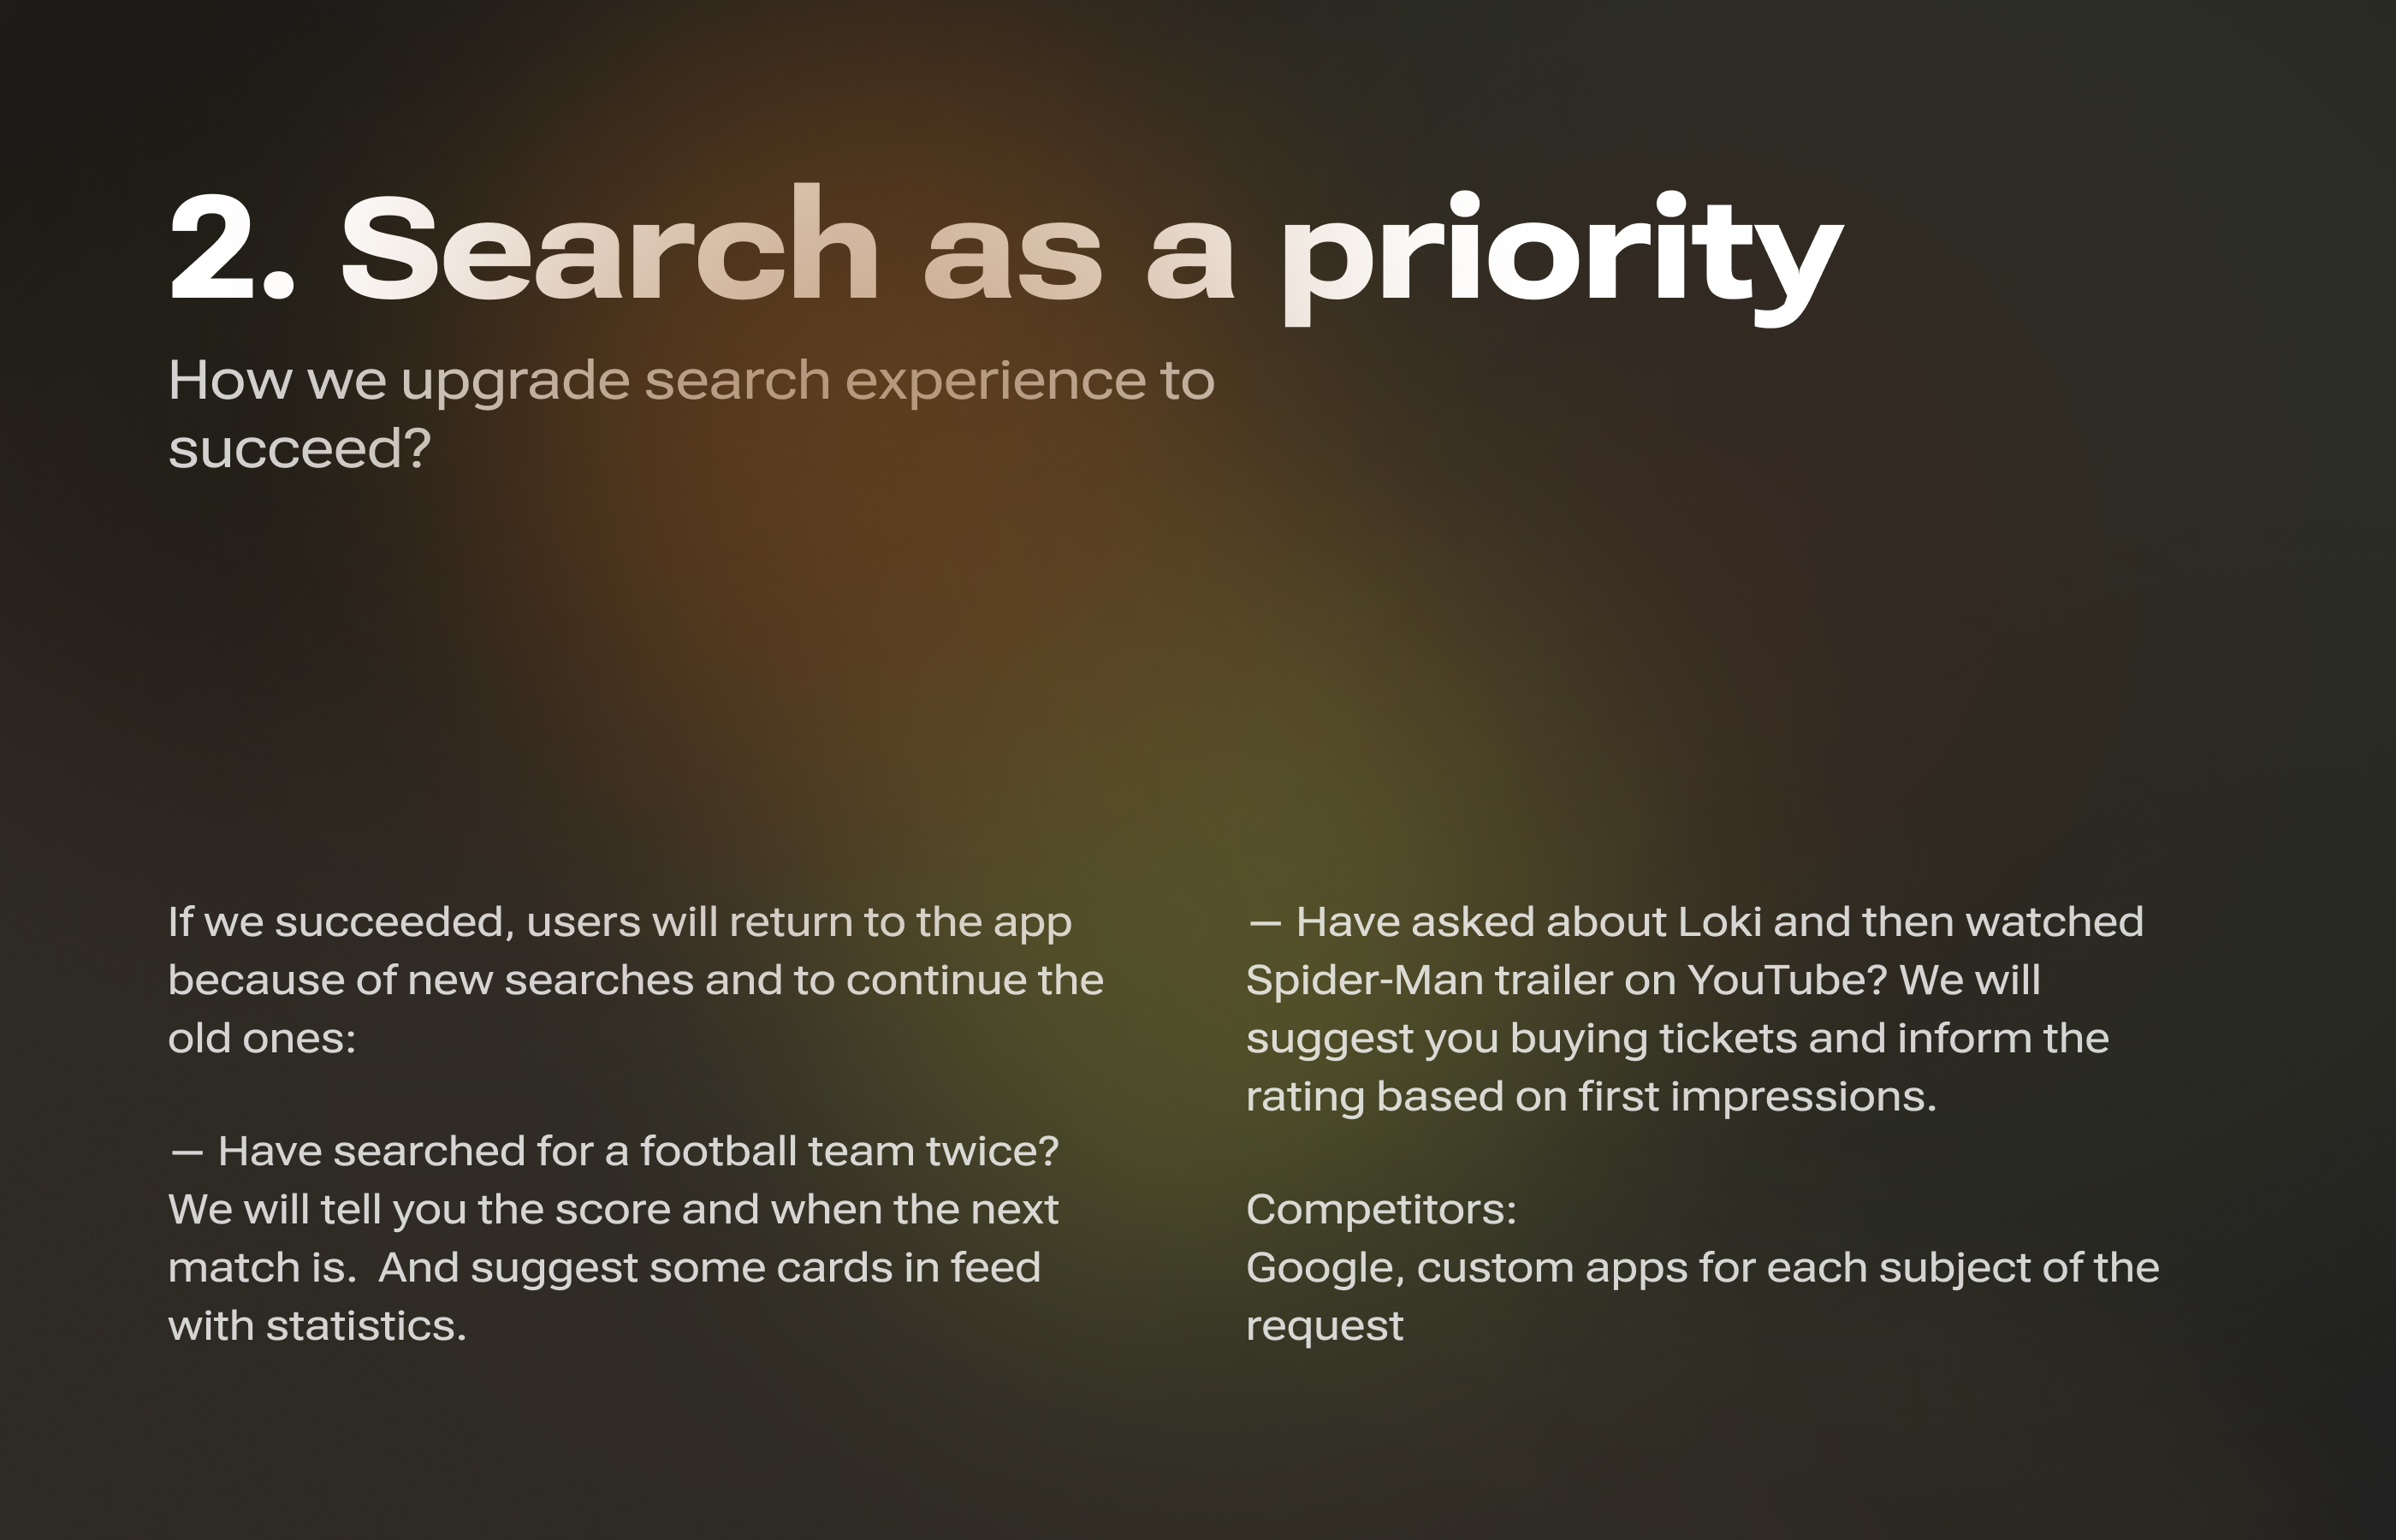 2. Search as a priority
How we upgrade search experience to
succeed?
If we succeeded, users will return to the app
because of new searches and to continue the
old ones:
— Have searched for a football team twice?
We will tell you the score and when the next
match is.  And suggest some cards in feed
with statistics.
— Have asked about Loki and then watched
Spider-Man trailer on YouTube? We will
suggest you buying tickets and inform the
rating based on first impressions.
Competitors:
Google, custom apps for each subject of the
request